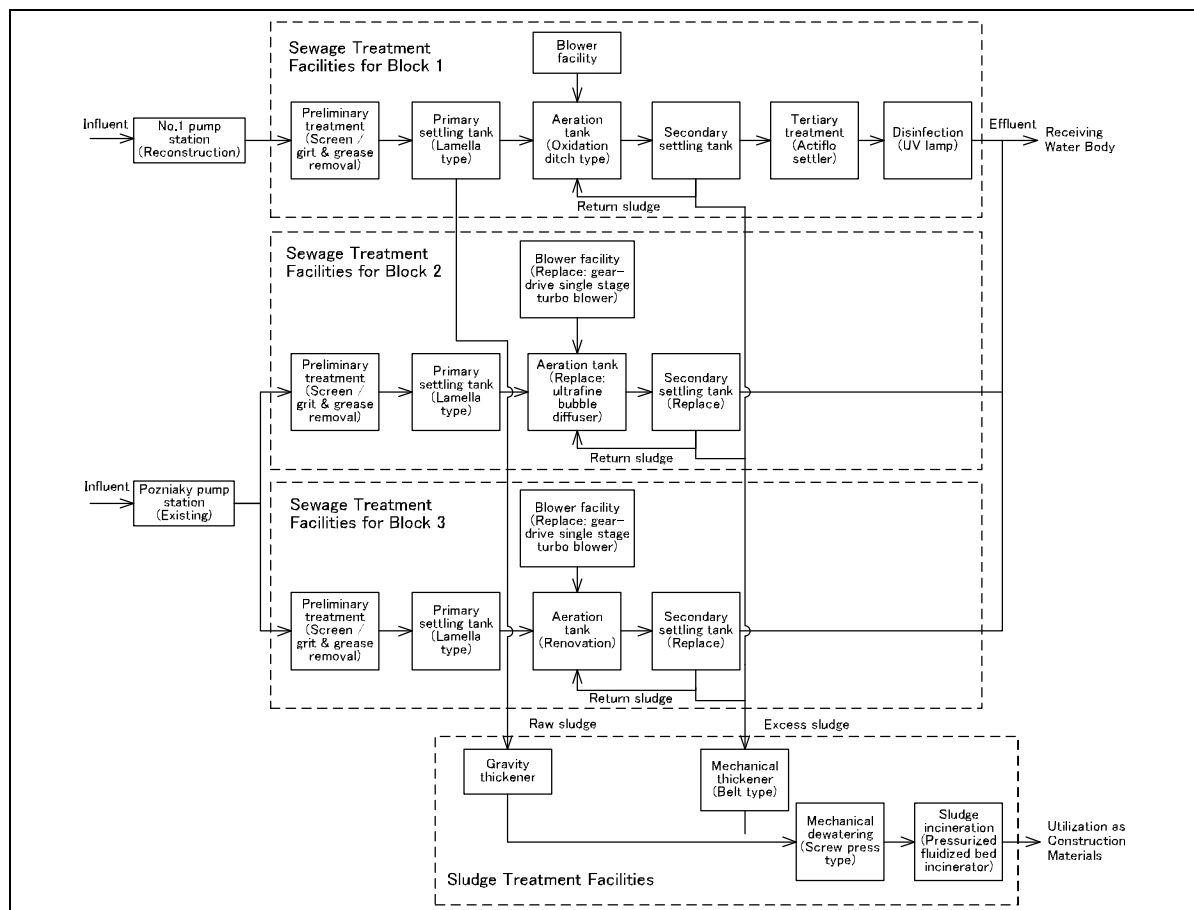 Sewage Treatment
Facilities for Block 1
Blower
facility
Influent
No.1 pump
station
(Reconstruction)
Preliminary
treatment
(Screen /
girt & grease
removal)
Primary
settling tank
(Lamella
type)
Aeration
tank
(Oxidation
ditch type)
Secondary
settling tank
Tertiary
treatment
(Actiflo
settler)
Disinfection
(UV lamp)
Effluent
Receiving
Water Body
Return sludge
Sewage Treatment
Facilities for Block 2
Blower facility
(Replace: gear-
drive single stage
turbo blower)
Preliminary
treatment
(Screen /
grit & grease
removal)
Primary
settling tank
(Lamella
type)
Aeration tank
(Replace:
ultrafine
bubble
diffuser)
Secondary
settling tank
(Replace)
Return sludge
Influent
Pozniaky pump
station
(Existing)
Sewage Treatment
Facilities for Block 3
Blower facility
(Replace: gear-
drive single stage
turbo blower)
Preliminary
treatment
(Screen /
grit & grease
removal)
Primary
settling tank
(Lamella
type)
Aeration
tank
(Renovation)
Secondary
settling tank
(Replace)
Return sludge
Raw sludge
Excess sludge
Gravity
thickener
Mechanical
thickener
(Belt type)
Mechanical
dewatering
(Screw press
type)
Sludge
incineration
(Pressurized
fluidized bed
incinerator)
Utilization as
Construction
Materials
Sludge Treatment Facilities